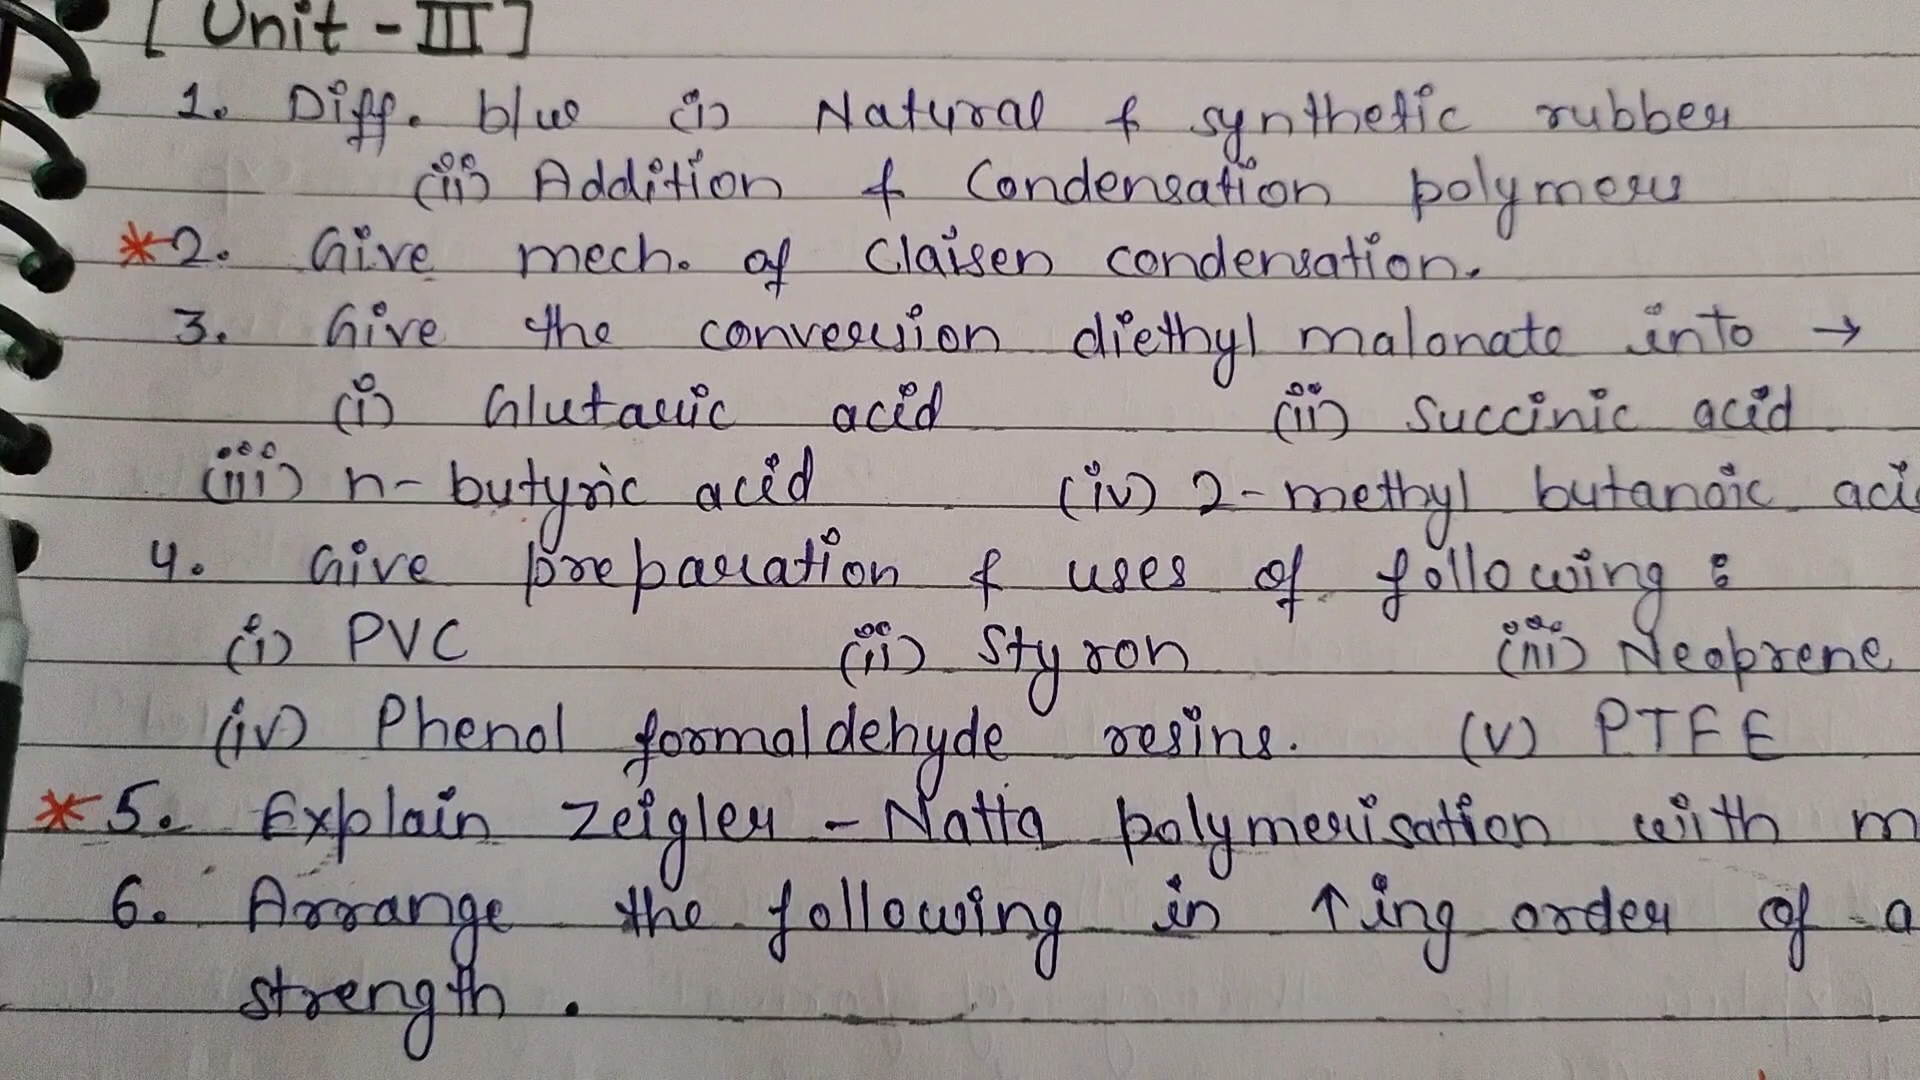 [ Unit - III ]
1. Diff. b/w (i) Natural & synthetic rubber
(ii) Addition & Condensation polymers
*2. Give mech. of Claisen condensation.
3. Give the conversion diethyl malonate into →
(i) Glutaric acid (ii) Succinic acid
(iii) n-butyric acid (iv) 2-methyl butanoic aci
4. Give preparation & uses of following :
(i) PVC (ii) Styron (iii) Neoprene
(iv) Phenol formaldehyde resins. (v) PTFE
*5. Explain Zeigler-Natta polymerisation with m
6. Arrange the following in ↑ing order of a
strength.